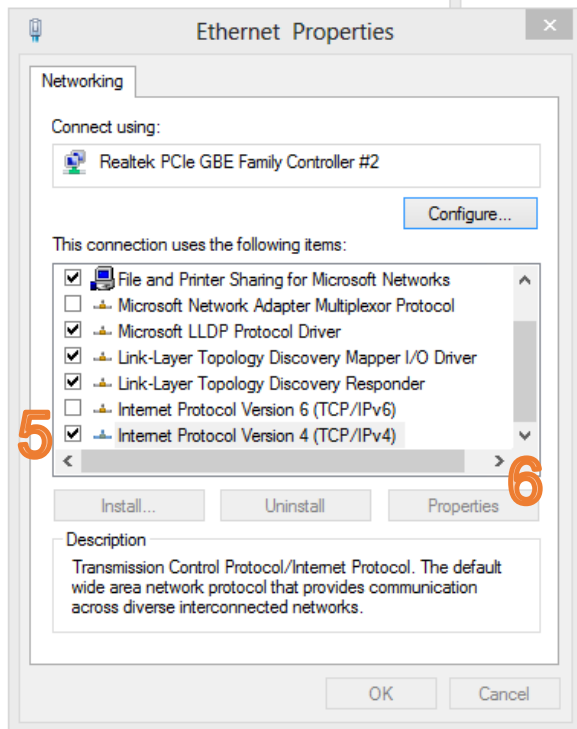 Ethernet Properties
Networking
Connect using:
Realtek PCIe GBE Family Controller #2
Configure...
This connection uses the following items:
File and Printer Sharing for Microsoft Networks
Microsoft Network Adapter Multiplexor Protocol
Microsoft LLDP Protocol Driver
Link-Layer Topology Discovery Mapper I/O Driver
Link-Layer Topology Discovery Responder
Internet Protocol Version 6 (TCP/IPv6)
5 Internet Protocol Version 4 (TCP/IPv4)
6
Install... Uninstall Properties
Description
Transmission Control Protocol/Internet Protocol. The default
wide area network protocol that provides communication
across diverse interconnected networks.
OK Cancel